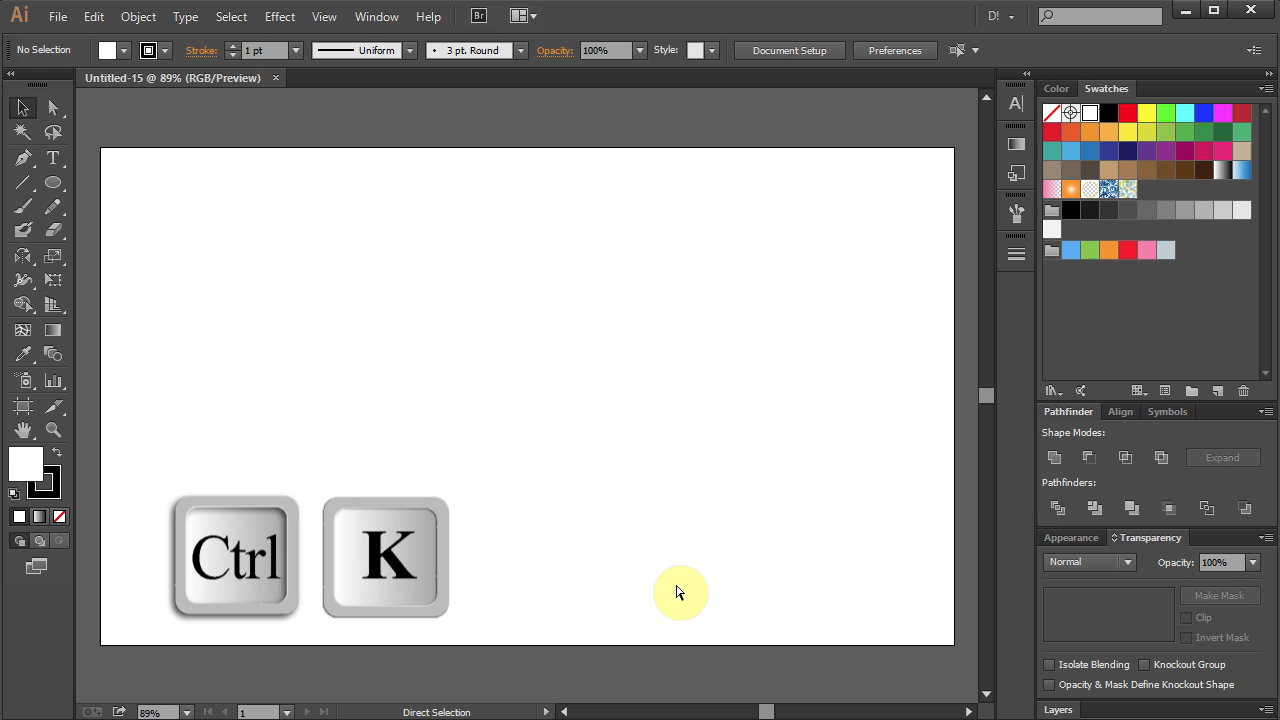 Ai File Edit Object Type Select Effect View Window Help Br D!
No Selection Stroke: 1 pt Uniform 3 pt. Round Opacity: 100% Style: Document Setup Preferences
Untitled-15 @ 89% (RGB/Preview) ×
Color Swatches
Pathfinder Align Symbols
Shape Modes:
Expand
Pathfinders:
Appearance Transparency
Normal Opacity: 100%
Make Mask
Clip
Invert Mask
Isolate Blending Knockout Group
Opacity & Mask Define Knockout Shape
Layers
Ctrl K
89% 1 Direct Selection